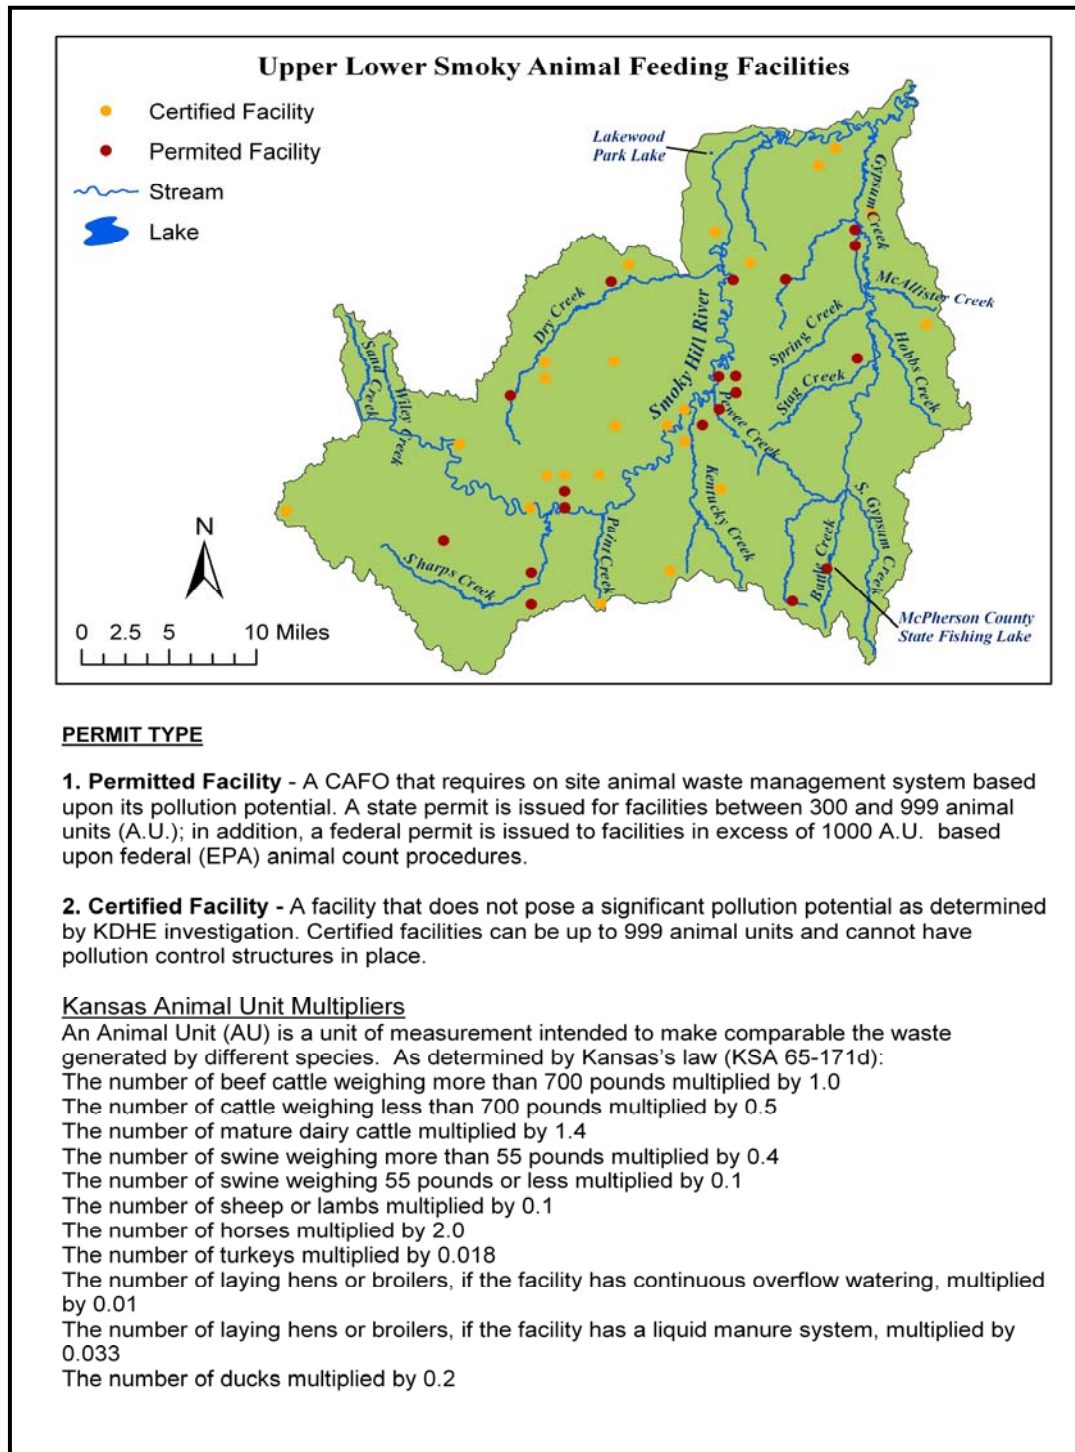 Upper Lower Smoky Animal Feeding Facilities
Certified Facility
Permited Facility
Stream
Lake
Lakewood
Park Lake
Gypsum Creek
McAllister Creek
Dry Creek
Smoky Hill River
Spring Creek
Hobbs Creek
Stag Creek
Sand Creek
Wiley Creek
Pewee Creek
Kentucky Creek
S. Gypsum Creek
Paint Creek
Battle Creek
Sharps Creek
N
McPherson County
State Fishing Lake
0 2.5 5 10 Miles
PERMIT TYPE
1. Permitted Facility - A CAFO that requires on site animal waste management system based
upon its pollution potential. A state permit is issued for facilities between 300 and 999 animal
units (A.U.); in addition, a federal permit is issued to facilities in excess of 1000 A.U. based
upon federal (EPA) animal count procedures.
2. Certified Facility - A facility that does not pose a significant pollution potential as determined
by KDHE investigation. Certified facilities can be up to 999 animal units and cannot have
pollution control structures in place.
Kansas Animal Unit Multipliers
An Animal Unit (AU) is a unit of measurement intended to make comparable the waste
generated by different species. As determined by Kansas's law (KSA 65-171d):
The number of beef cattle weighing more than 700 pounds multiplied by 1.0
The number of cattle weighing less than 700 pounds multiplied by 0.5
The number of mature dairy cattle multiplied by 1.4
The number of swine weighing more than 55 pounds multiplied by 0.4
The number of swine weighing 55 pounds or less multiplied by 0.1
The number of sheep or lambs multiplied by 0.1
The number of horses multiplied by 2.0
The number of turkeys multiplied by 0.018
The number of laying hens or broilers, if the facility has continuous overflow watering, multiplied
by 0.01
The number of laying hens or broilers, if the facility has a liquid manure system, multiplied by
0.033
The number of ducks multiplied by 0.2